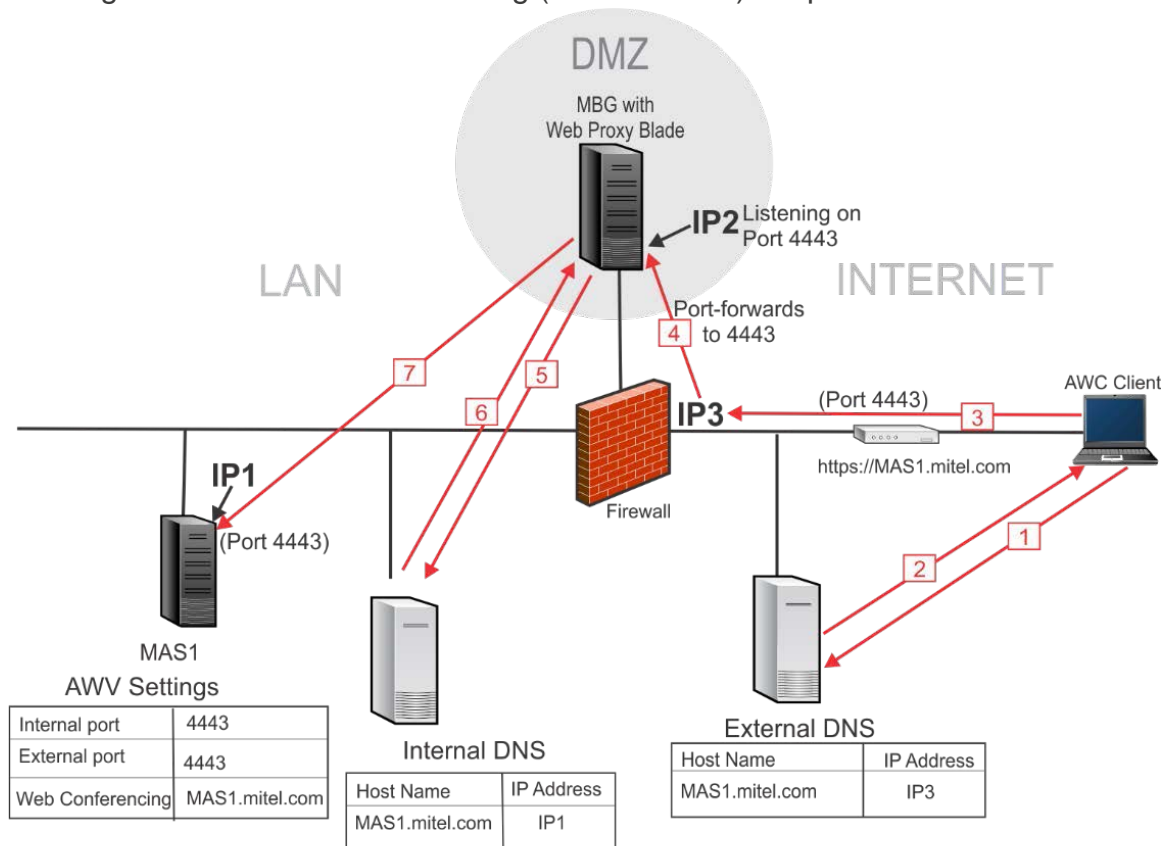 DMZ
MBG with
Web Proxy Blade
IP2
Listening on
Port 4443
LAN
INTERNET
Port-forwards
4
to 4443
7
5
6
AWC Client
(Port 4443)
3
IP3
https://MAS1.mitel.com
Firewall
1
2
IP1
(Port 4443)
MAS1
AWV Settings
Internal port 4443
External port 4443
Web Conferencing MAS1.mitel.com
Internal DNS
Host Name IP Address
MAS1.mitel.com IP1
External DNS
Host Name IP Address
MAS1.mitel.com IP3